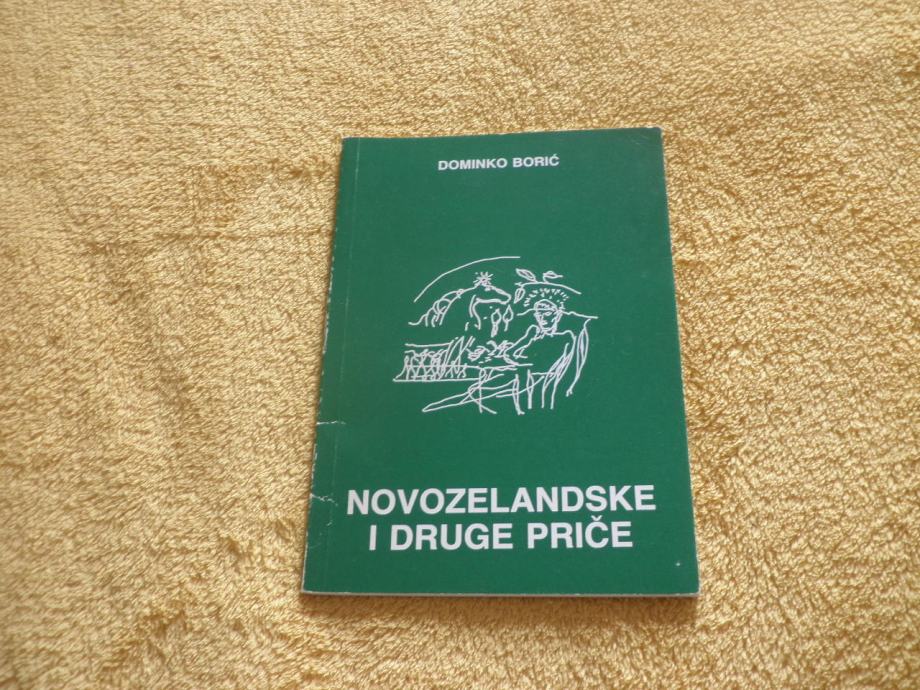 DOMINKO BORIĆ
NOVOZELANDSKE
I DRUGE PRIČE